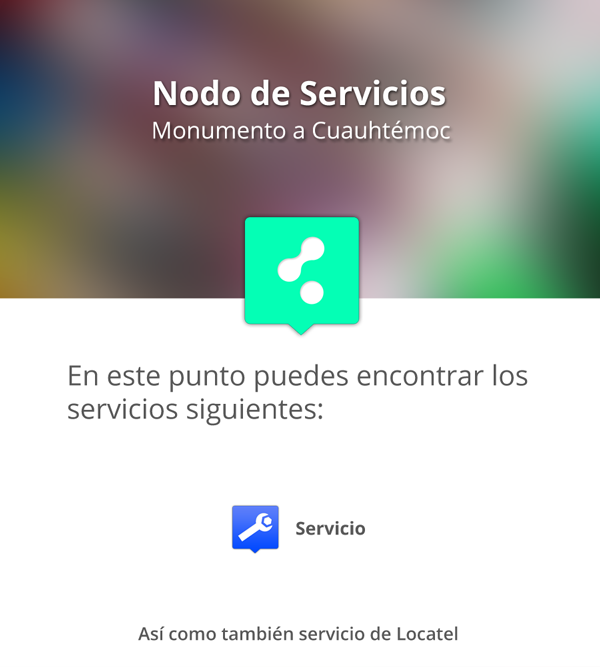 Nodo de Servicios
Monumento a Cuauhtémoc
En este punto puedes encontrar los
servicios siguientes:
Servicio
Así como también servicio de Locatel